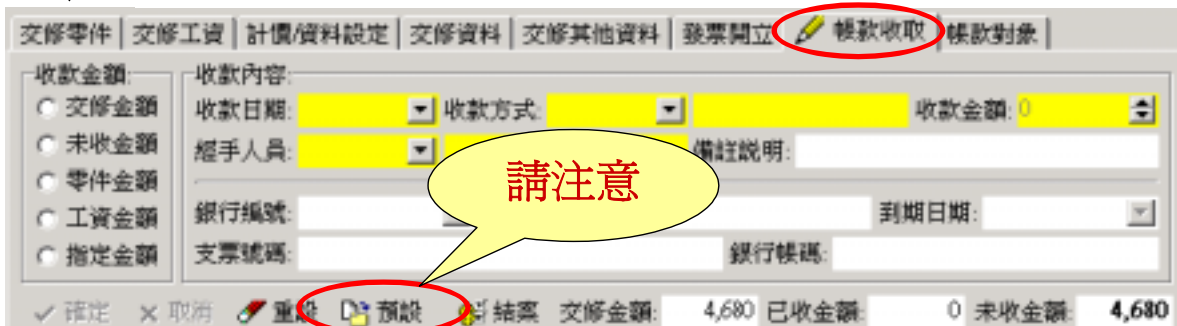 交修零件 交修工資 計價/資料設定 交修資料 交修其他資料 發票開立 帳款收取 帳款對象
收款金額: 收款內容:
交修金額 收款日期: 收款方式: 收款金額: 0
未收金額 經手人員: 備註說明:
零件金額
請注意
工資金額 銀行編號: 到期日期:
指定金額 支票號碼: 銀行帳碼:
確定 取消 重設 預設 結案 交修金額: 4,680 已收金額: 0 未收金額: 4,680